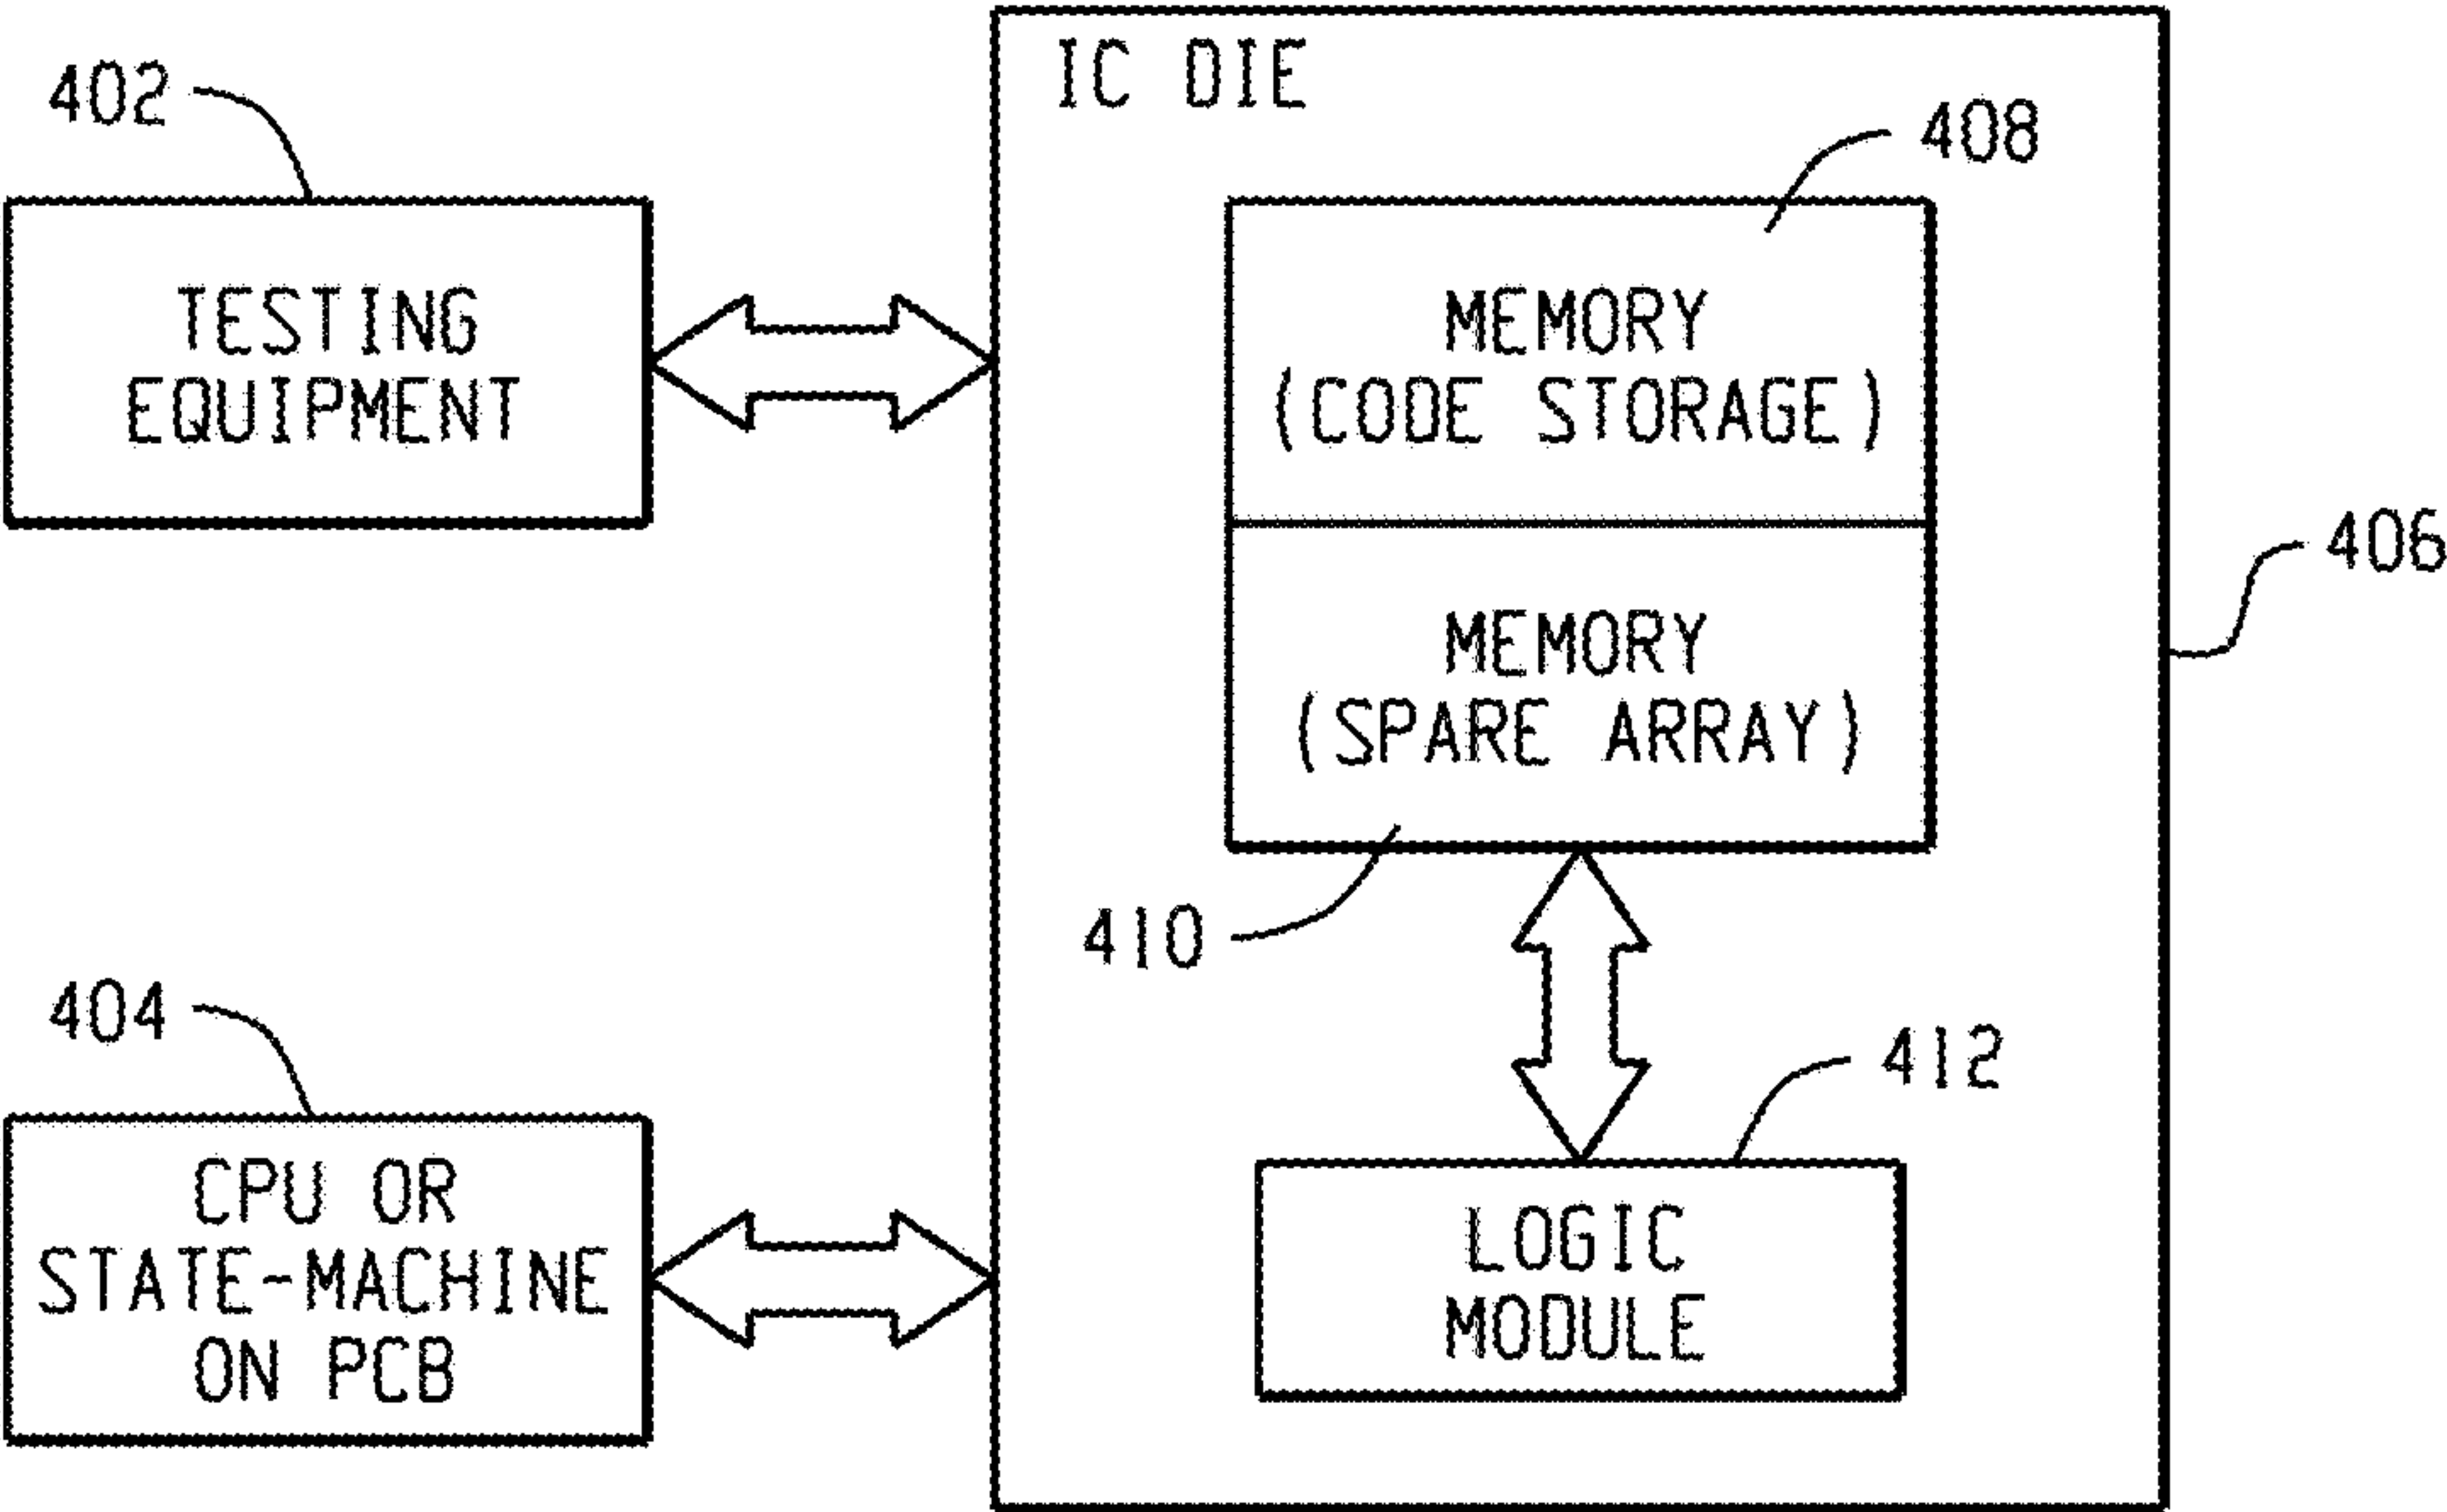 IC DIE
402
408
TESTING
EQUIPMENT
MEMORY
(CODE STORAGE)
406
MEMORY
(SPARE ARRAY)
410
404
412
CPU OR
STATE-MACHINE
ON PCB
LOGIC
MODULE